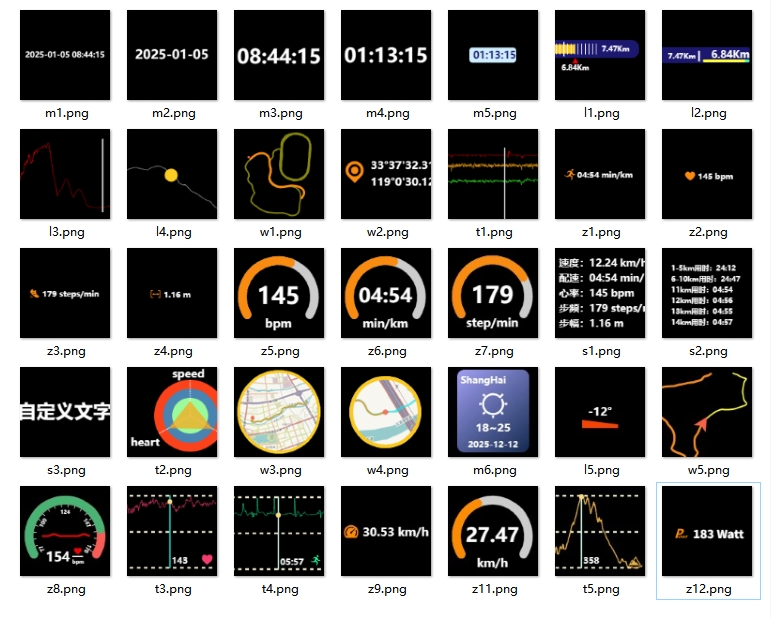 2025-01-05 08:44:15
2025-01-05
08:44:15
01:13:15
01:13:15
7.47Km
6.84Km
7.47Km
6.84Km
m1.png
m2.png
m3.png
m4.png
m5.png
l1.png
l2.png
33°37'32.3"
119°0'30.12
04:54 min/km
145 bpm
l3.png
l4.png
w1.png
w2.png
t1.png
z1.png
z2.png
179 steps/min
1.16 m
145
bpm
04:54
min/km
179
step/min
速度: 12.24 km/h
配速: 04:54 min/
心率: 145 bpm
步频: 179 steps/
步幅: 1.16 m
1-5km用时: 24:12
6-10km用时: 24:47
11km用时: 04:54
12km用时: 04:56
13km用时: 04:55
14km用时: 04:57
z3.png
z4.png
z5.png
z6.png
z7.png
s1.png
s2.png
自定义文字
speed
heart
ShangHai
18~25
2025-12-12
-12°
s3.png
t2.png
w3.png
w4.png
m6.png
l5.png
w5.png
124
154
bpm
143
05:57
30.53 km/h
27.47
km/h
358
183 Watt
z8.png
t3.png
t4.png
z9.png
z11.png
t5.png
z12.png